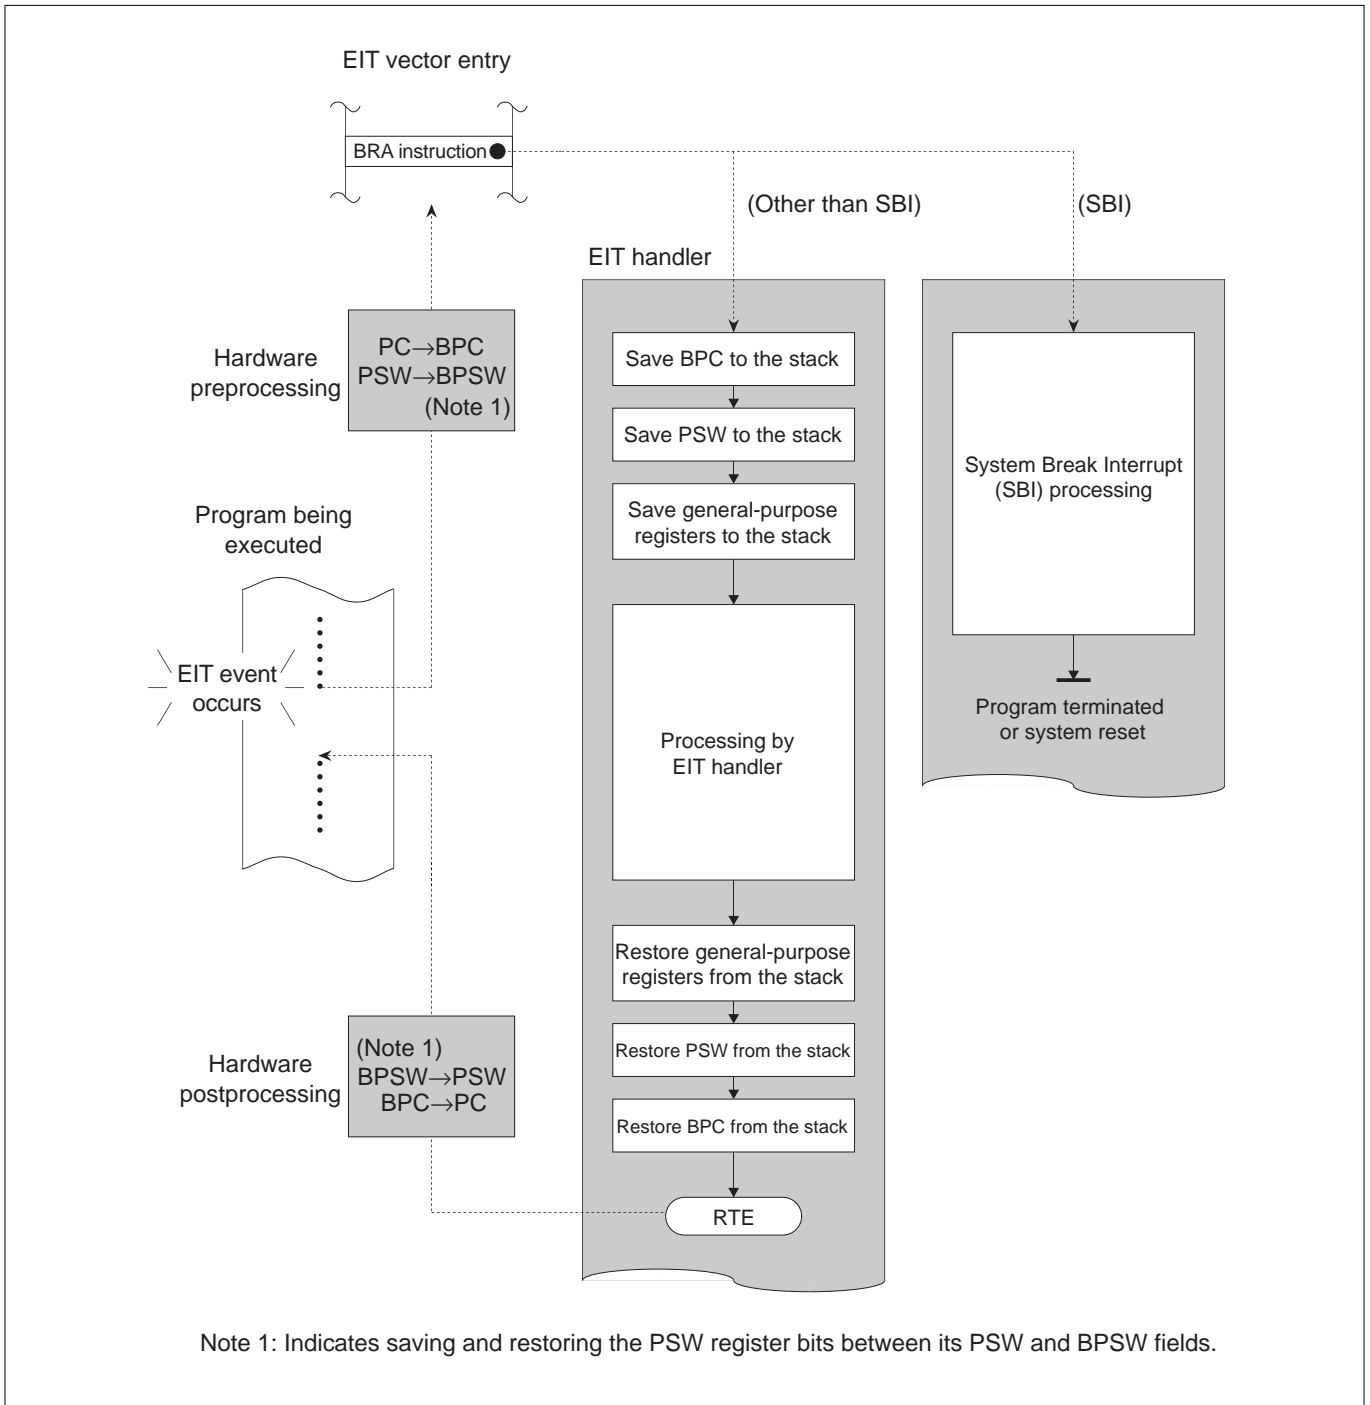 EIT vector entry
BRA instruction
(Other than SBI)
(SBI)
EIT handler
Hardware
preprocessing
PC→BPC
PSW→BPSW
(Note 1)
Save BPC to the stack
Save PSW to the stack
Save general-purpose
registers to the stack
System Break Interrupt
(SBI) processing
Program being
executed
EIT event
occurs
Program terminated
or system reset
Processing by
EIT handler
Restore general-purpose
registers from the stack
Restore PSW from the stack
Restore BPC from the stack
RTE
Hardware
postprocessing
(Note 1)
BPSW→PSW
BPC→PC
Note 1: Indicates saving and restoring the PSW register bits between its PSW and BPSW fields.